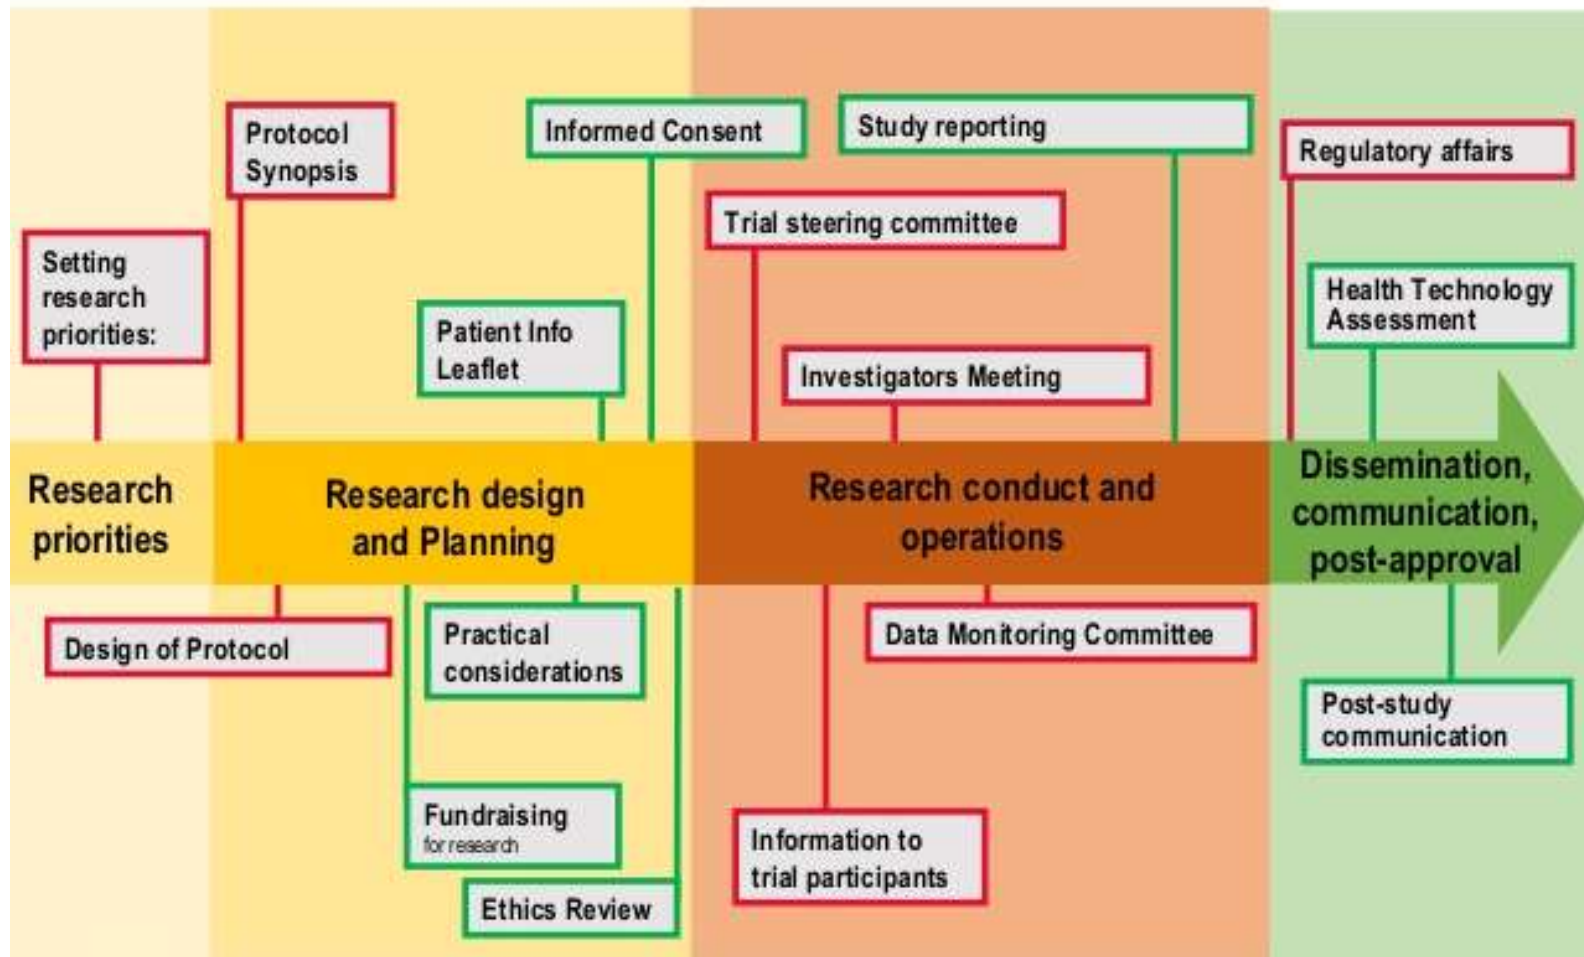 Protocol
Synopsis
Informed Consent
Study reporting
Regulatory affairs
Trial steering committee
Setting
research
priorities:
Health Technology
Assessment
Patient Info
Leaflet
Investigators Meeting
Research
priorities
Research design
and Planning
Research conduct and
operations
Dissemination,
communication,
post-approval
Design of Protocol
Practical
considerations
Data Monitoring Committee
Post-study
communication
Fundraising
for research
Information to
trial participants
Ethics Review